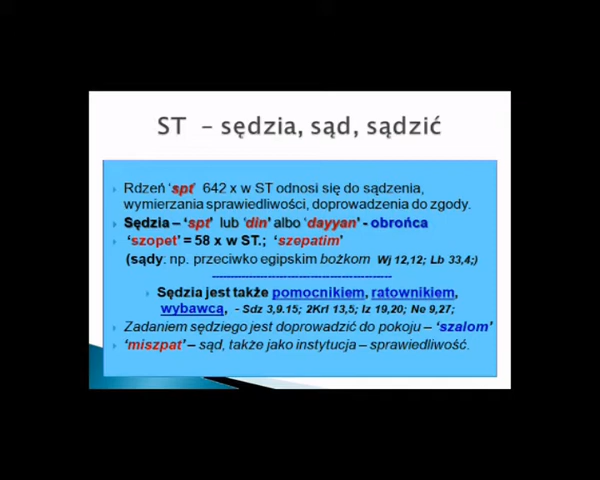 ST – sędzia, sąd, sądzić
Rdzeń ‘spt’ 642 x w ST odnosi się do sądzenia,
wymierzania sprawiedliwości, doprowadzenia do zgody.
Sędzia – ‘spt’ lub ‘din’ albo ‘dayyan’ - obrońca
‘szopet’ = 58 x w ST.; ‘szepatim’
(sądy: np. przeciwko egipskim bożkom Wj 12,12; Lb 33,4;)
Sędzia jest także pomocnikiem, ratownikiem,
wybawcą, - Sdz 3,9.15; 2Krl 13,5; Iz 19,20; Ne 9,27;
Zadaniem sędziego jest doprowadzić do pokoju – ‘szalom’
‘miszpat’ – sąd, także jako instytucja – sprawiedliwość.